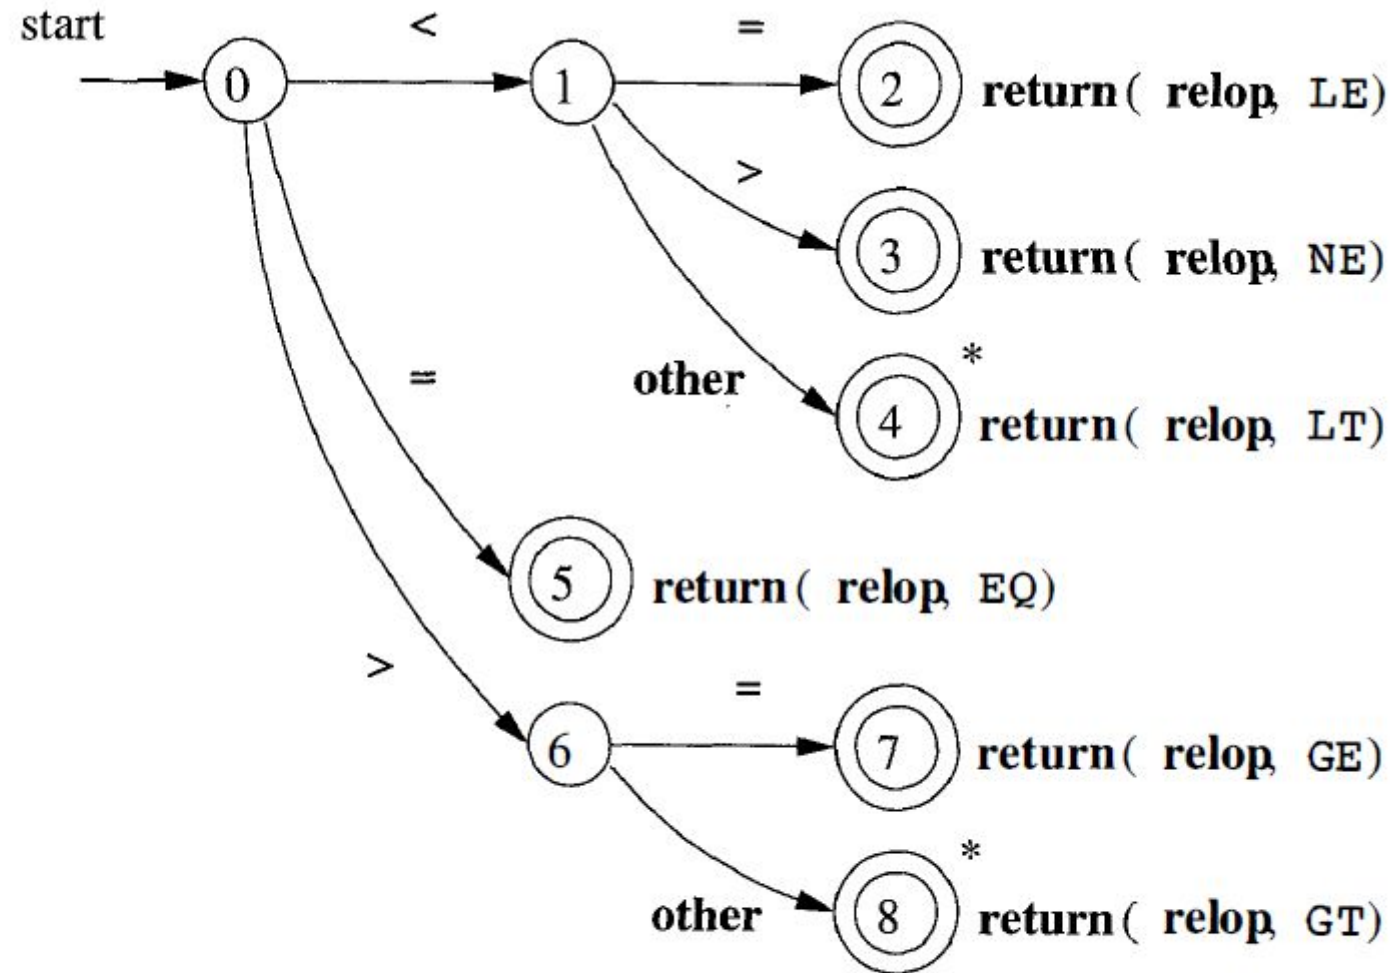 start < =
0 1 2 return( relop, LE)
>
3 return( relop, NE)
*
= other 4 return( relop, LT)
5 return( relop, EQ)
> =
6 7 return( relop, GE)
*
other 8 return( relop, GT)